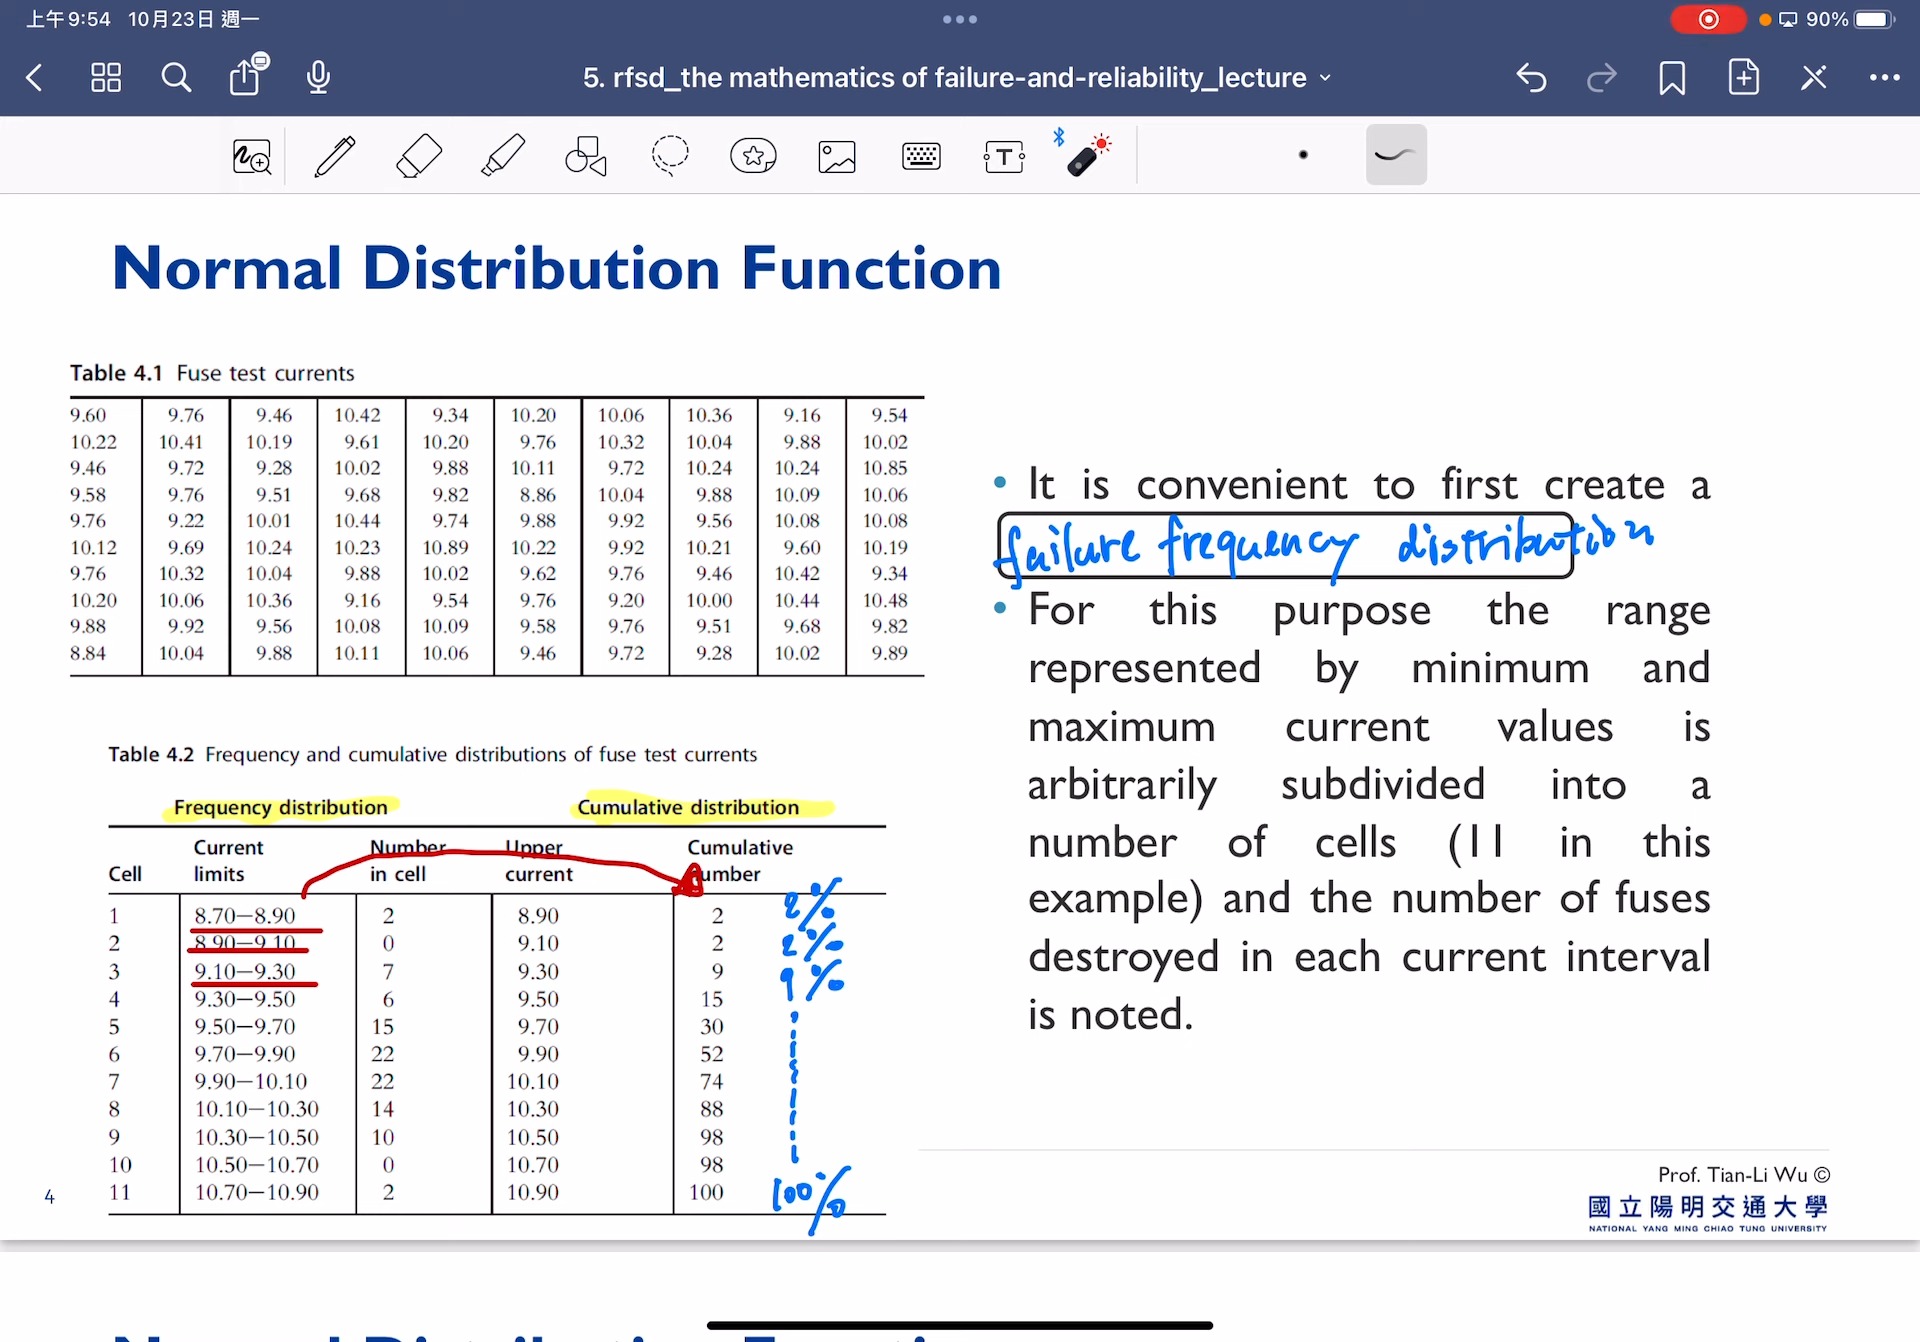 上午9:54 10月23日 週一
90%
5. rfsd_the mathematics of failure-and-reliability_lecture
Normal Distribution Function
Table 4.1 Fuse test currents
9.60 9.76 9.46 10.42 9.34 10.20 10.06 10.36 9.16 9.54
10.22 10.41 10.19 9.61 10.20 9.76 10.32 10.04 9.88 10.02
9.46 9.72 9.28 10.02 9.88 10.11 9.72 10.24 10.24 10.85
9.58 9.76 9.51 9.68 9.82 8.86 10.04 9.88 10.09 10.06
9.76 9.22 10.01 10.44 9.74 9.88 9.92 9.56 10.08 10.08
10.12 9.69 10.24 10.23 10.89 10.22 9.92 10.21 9.60 10.19
9.76 10.32 10.04 9.88 10.02 9.62 9.76 9.46 10.42 9.34
10.20 10.06 10.36 9.16 9.54 9.76 9.20 10.00 10.44 10.48
9.88 9.92 9.56 10.08 10.09 9.58 9.76 9.51 9.68 9.82
8.84 10.04 9.88 10.11 10.06 9.46 9.72 9.28 10.02 9.89
Table 4.2 Frequency and cumulative distributions of fuse test currents
Frequency distribution Cumulative distribution
Current Number Upper Cumulative
Cell limits in cell current number
1 8.70–8.90 2 8.90 2 2%
2 8.90–9.10 0 9.10 2 2%
3 9.10–9.30 7 9.30 9 9%
4 9.30–9.50 6 9.50 15
5 9.50–9.70 15 9.70 30
6 9.70–9.90 22 9.90 52
7 9.90–10.10 22 10.10 74
8 10.10–10.30 14 10.30 88
9 10.30–10.50 10 10.50 98
10 10.50–10.70 0 10.70 98
11 10.70–10.90 2 10.90 100 100%
• It is convenient to first create a
failure frequency distribution
• For this purpose the range
represented by minimum and
maximum current values is
arbitrarily subdivided into a
number of cells (11 in this
example) and the number of fuses
destroyed in each current interval
is noted.
4
Prof. Tian-Li Wu ©
國立陽明交通大學
NATIONAL YANG MING CHIAO TUNG UNIVERSITY